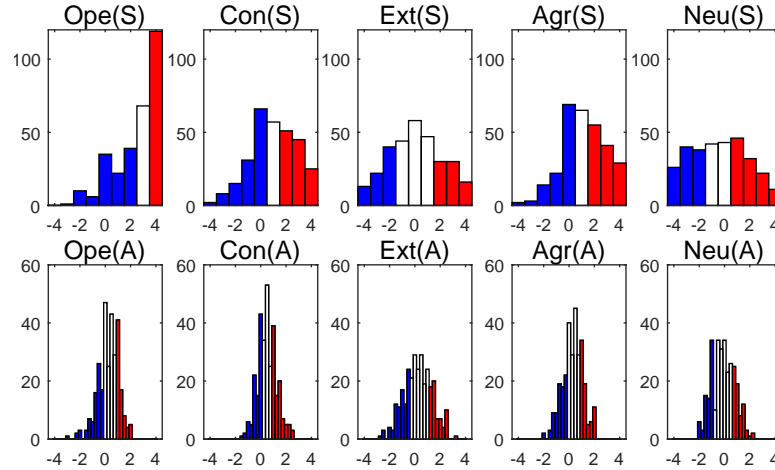 Ope(S) Con(S) Ext(S) Agr(S) Neu(S)
100 100 100 100 100
50 50 50 50 50
0 0 0 0 0
-4 -2 0 2 4 -4 -2 0 2 4 -4 -2 0 2 4 -4 -2 0 2 4 -4 -2 0 2 4
Ope(A) Con(A) Ext(A) Agr(A) Neu(A)
60 60 60 60 60
40 40 40 40 40
20 20 20 20 20
0 0 0 0 0
-4 -2 0 2 4 -4 -2 0 2 4 -4 -2 0 2 4 -4 -2 0 2 4 -4 -2 0 2 4